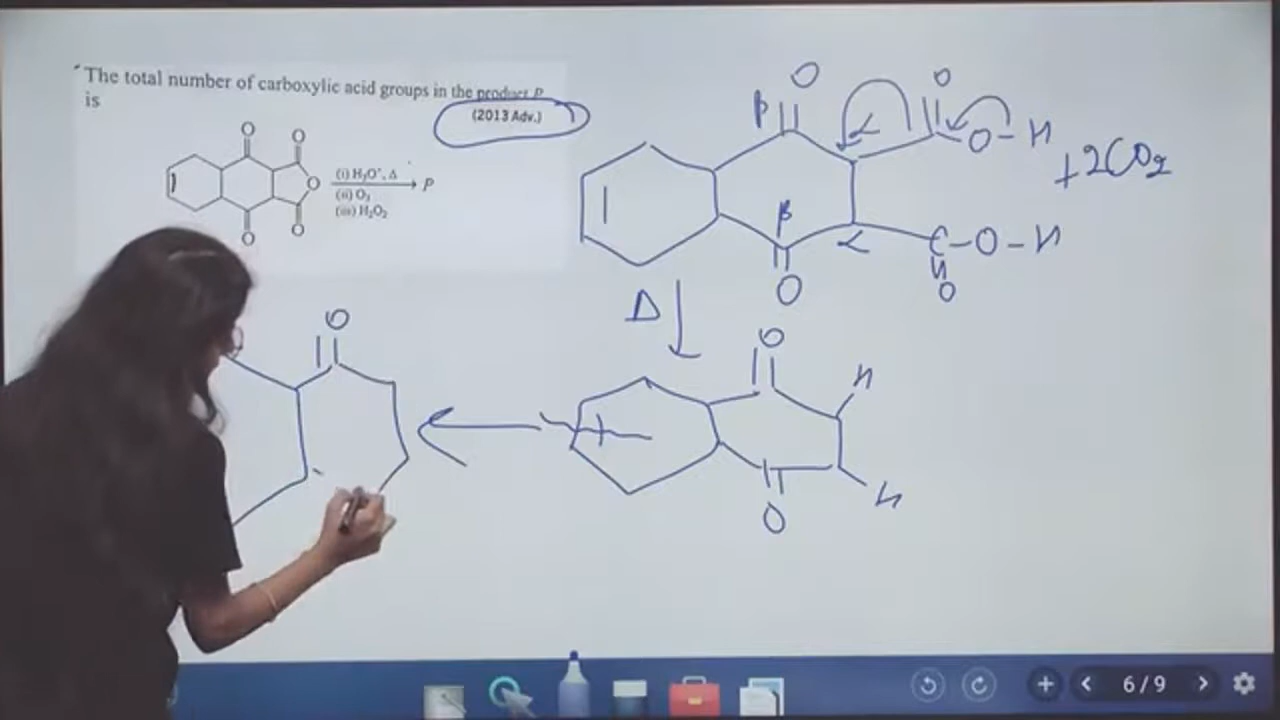 The total number of carboxylic acid groups in the product P
is
(2013 Adv.)
O
O
O
O
O
(i) H₃O⁺, Δ
(ii) O₃
(iii) H₂O₂
P
O
O
β
α
O - H
+2CO₂
β
α
C-O-H
O
O
Δ
O
H
O
H
O
6/9